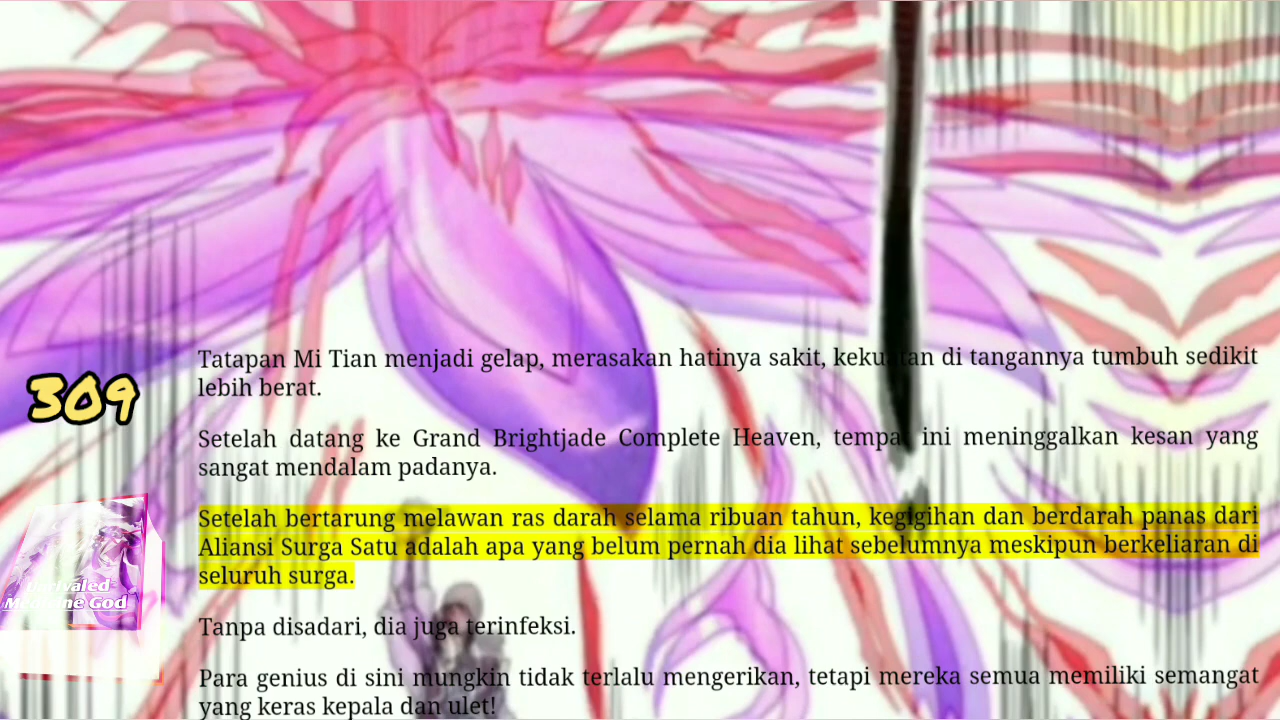 Tatapan Mi Tian menjadi gelap, merasakan hatinya sakit, kekuatan di tangannya tumbuh sedikit
lebih berat.
309
Setelah datang ke Grand Brightjade Complete Heaven, tempat ini meninggalkan kesan yang
sangat mendalam padanya.
Setelah bertarung melawan ras darah selama ribuan tahun, kegigihan dan berdarah panas dari
Aliansi Surga Satu adalah apa yang belum pernah dia lihat sebelumnya meskipun berkeliaran di
seluruh surga.
Unrivaled
Medicine God
Tanpa disadari, dia juga terinfeksi.
Para genius di sini mungkin tidak terlalu mengerikan, tetapi mereka semua memiliki semangat
yang keras kepala dan ulet!